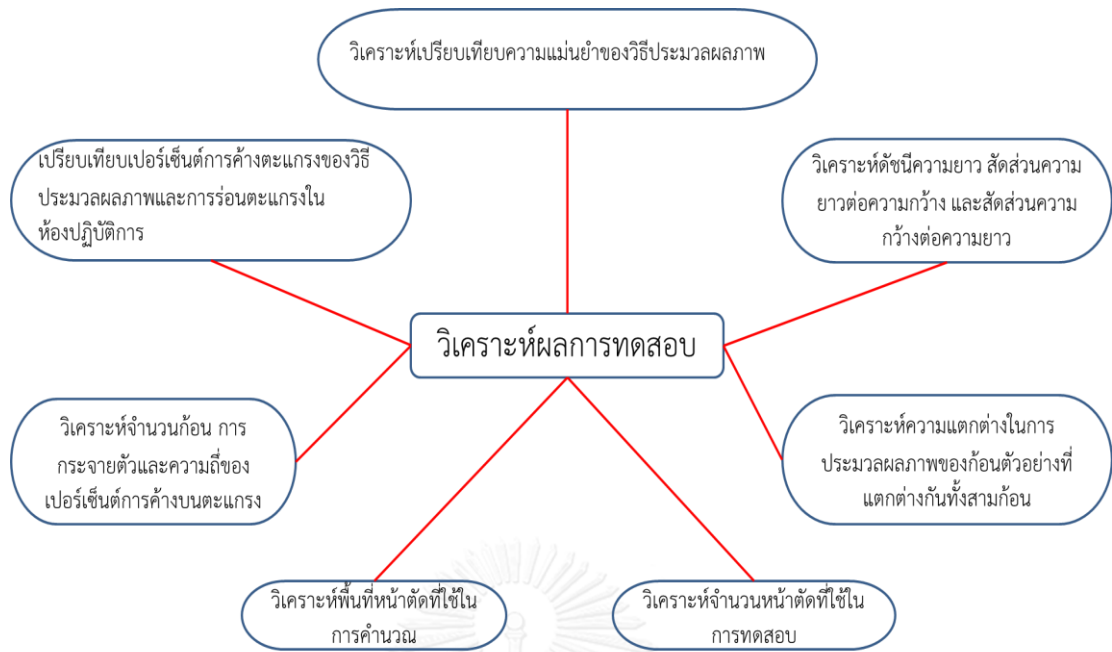 วิเคราะห์เปรียบเทียบความแม่นยำของวิธีประมวลผลภาพ
เปรียบเทียบเปอร์เซ็นต์การค้างตะแกรงของวิธี
ประมวลผลภาพและการร่อนตะแกรงใน
ห้องปฏิบัติการ
วิเคราะห์ดัชนีความยาว สัดส่วนความ
ยาวต่อความกว้าง และสัดส่วนความ
กว้างต่อความยาว
วิเคราะห์ผลการทดสอบ
วิเคราะห์จำนวนก้อน การ
กระจายตัวและความถี่ของ
เปอร์เซ็นต์การค้างบนตะแกรง
วิเคราะห์ความแตกต่างในการ
ประมวลผลภาพของก้อนตัวอย่างที่
แตกต่างกันทั้งสามก้อน
วิเคราะห์พื้นที่หน้าตัดที่ใช้ใน
การคำนวณ
วิเคราะห์จำนวนหน้าตัดที่ใช้ใน
การทดสอบ